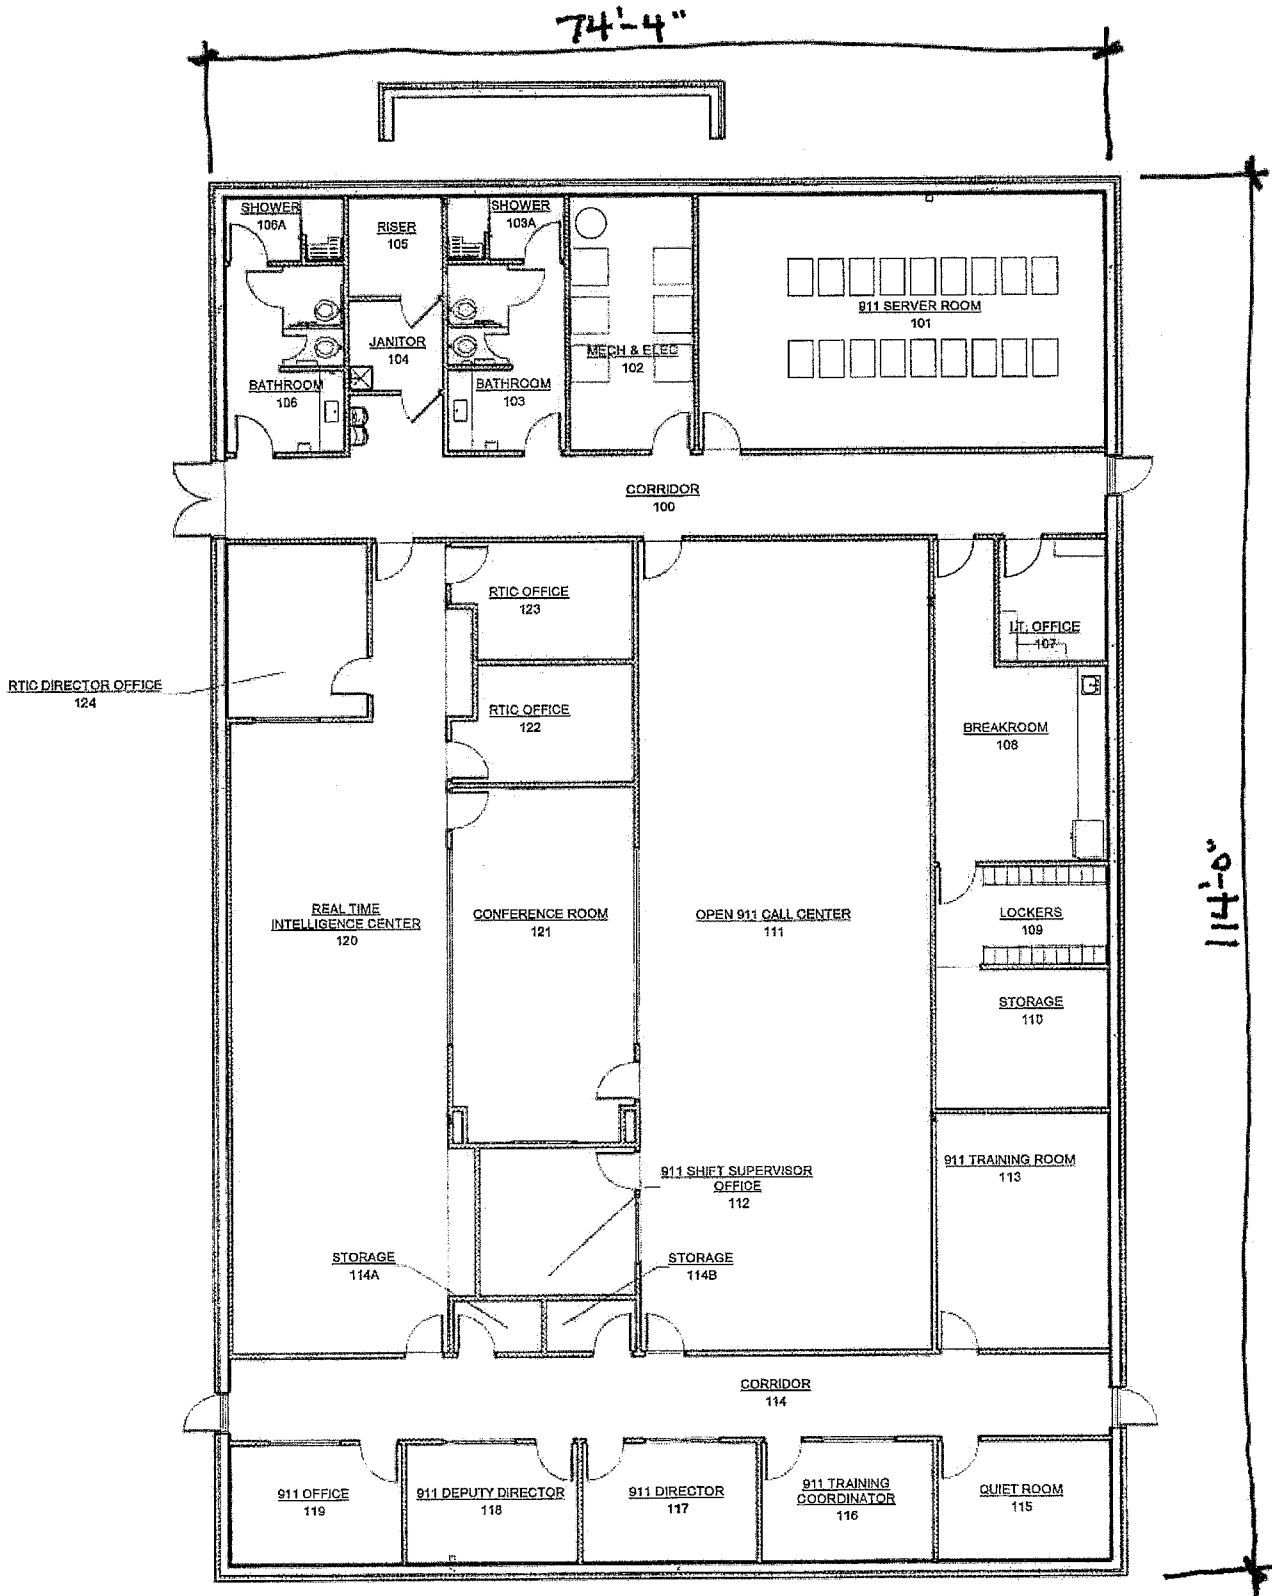 74'-4"
SHOWER
106A
RISER
105
SHOWER
103A
911 SERVER ROOM
101
JANITOR
104
MECH & ELEC
102
BATHROOM
106
BATHROOM
103
CORRIDOR
100
RTIC OFFICE
123
I.T. OFFICE
107
RTIC DIRECTOR OFFICE
124
RTIC OFFICE
122
BREAKROOM
108
114'-0"
REAL TIME
INTELLIGENCE CENTER
120
CONFERENCE ROOM
121
OPEN 911 CALL CENTER
111
LOCKERS
109
STORAGE
110
911 TRAINING ROOM
113
911 SHIFT SUPERVISOR
OFFICE
112
STORAGE
114A
STORAGE
114B
CORRIDOR
114
911 OFFICE
119
911 DEPUTY DIRECTOR
118
911 DIRECTOR
117
911 TRAINING
COORDINATOR
116
QUIET ROOM
115